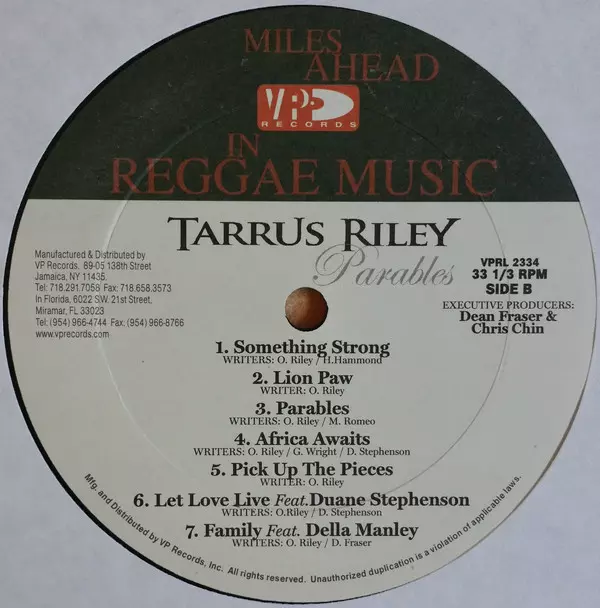 MILES
AHEAD
VP
RECORDS
IN
REGGAE MUSIC
TARRUS RILEY
Parables
Manufactured & Distributed by
VP Records. 89-05 138th Street
Jamaica, NY 11435.
Tel: 718.291.7058 Fax: 718.658.3573
In Florida, 6022 S.W. 21st Street,
Miramar, FL 33023
Tel: (954) 966-4744 Fax: (954) 966-8766
www.vprecords.com
VPRL 2334
33 1/3 RPM
SIDE B
EXECUTIVE PRODUCERS:
Dean Fraser &
Chris Chin
1. Something Strong
WRITERS: O. Riley / H.Hammond
2. Lion Paw
WRITER: O. Riley
3. Parables
WRITERS: O. Riley / M. Romeo
4. Africa Awaits
WRITERS: O. Riley / G. Wright / D. Stephenson
5. Pick Up The Pieces
WRITER: O. Riley
6. Let Love Live Feat. Duane Stephenson
WRITERS: O.Riley / D. Stephenson
7. Family Feat. Della Manley
WRITERS: O. Riley / D. Fraser
Mfg. and Distributed by VP Records, Inc. All rights reserved. Unauthorized duplication is a violation of applicable laws.